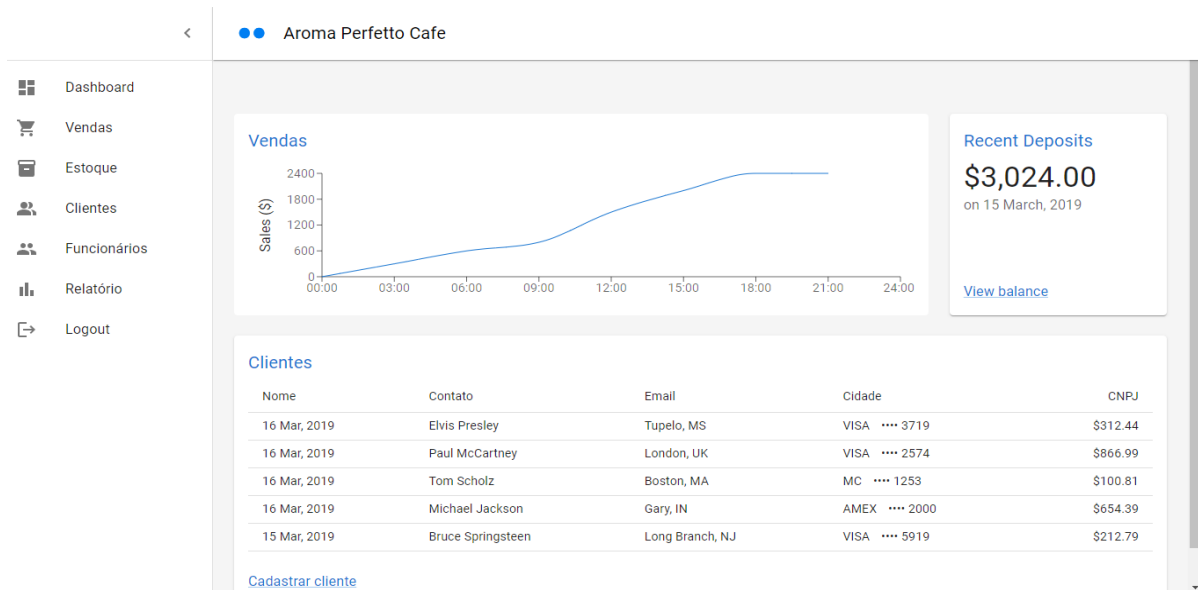 Aroma Perfetto Cafe
Dashboard
Vendas
Estoque
Clientes
Funcionários
Relatório
Logout
Vendas
Sales ($)
2400
1800
1200
600
0
00:00 03:00 06:00 09:00 12:00 15:00 18:00 21:00 24:00
Recent Deposits
$3,024.00
on 15 March, 2019
View balance
Clientes
Nome Contato Email Cidade CNPJ
16 Mar, 2019 Elvis Presley Tupelo, MS VISA •••• 3719 $312.44
16 Mar, 2019 Paul McCartney London, UK VISA •••• 2574 $866.99
16 Mar, 2019 Tom Scholz Boston, MA MC •••• 1253 $100.81
16 Mar, 2019 Michael Jackson Gary, IN AMEX •••• 2000 $654.39
15 Mar, 2019 Bruce Springsteen Long Branch, NJ VISA •••• 5919 $212.79
Cadastrar cliente